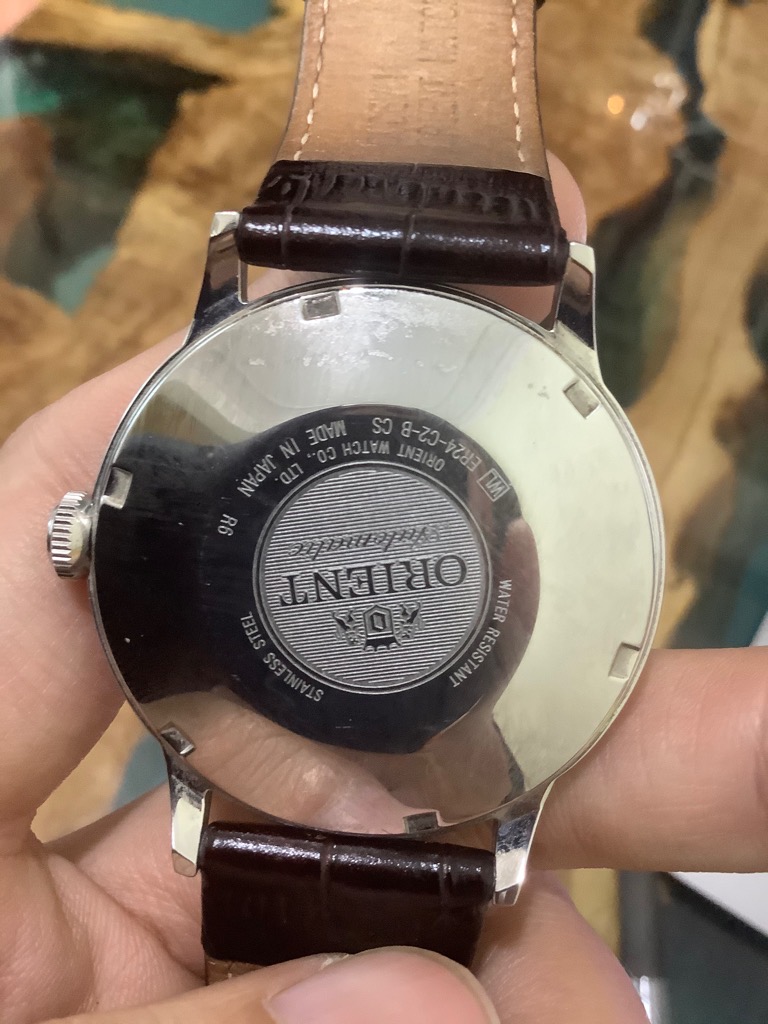 W ER24-C2-B CS MADE IN JAPAN R6
ORIENT WATCH CO., LTD.
Automatic
ORIENT
WATER RESISTANT
STAINLESS STEEL